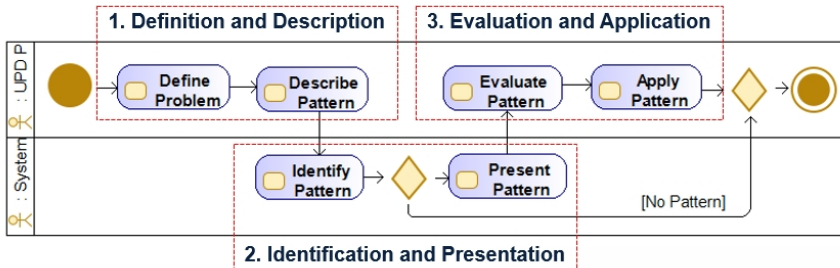 1. Definition and Description
3. Evaluation and Application
: UPD P
Define
Problem
Describe
Pattern
Evaluate
Pattern
Apply
Pattern
: System
Identify
Pattern
Present
Pattern
[No Pattern]
2. Identification and Presentation